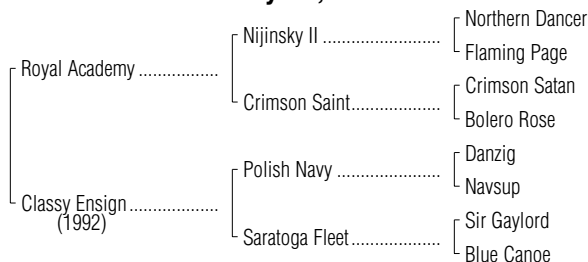 Northern Dancer
Nijinsky II ........................
Flaming Page
Royal Academy .................
Crimson Satan
Crimson Saint ....................
Bolero Rose
Danzig
Polish Navy .......................
Navsup
Classy Ensign ...................
(1992)
Sir Gaylord
Saratoga Fleet ....................
Blue Canoe